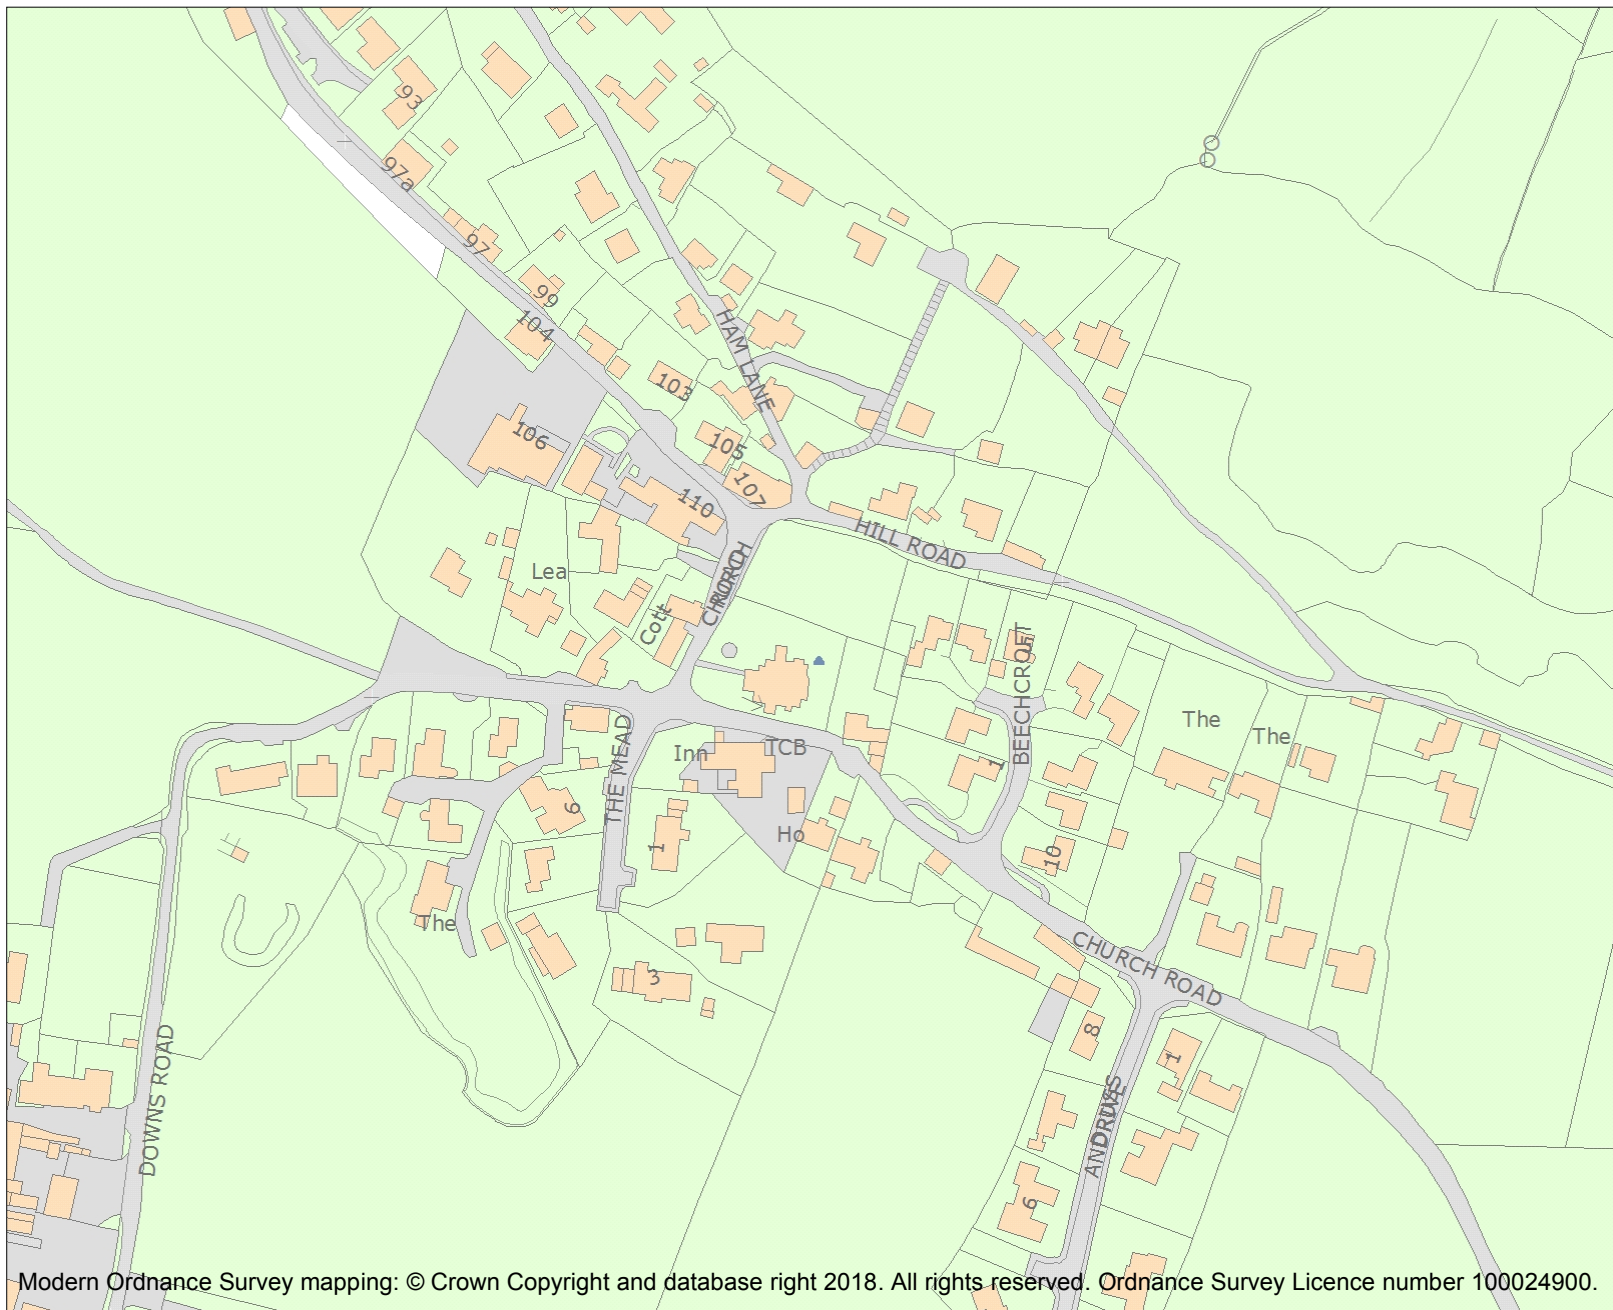 93
97a
97
99
104
HAM LANE
103
106
105
107
110
HILL ROAD
CHURCH
ROAD
Lea
Cott
BEECHCROFT
The
The
THE MEAD
Inn
TCB
1
6
Ho
1
10
The
CHURCH ROAD
3
8
1
DOWNS ROAD
ANDREWS
DRIVE
6
Modern Ordnance Survey mapping: © Crown Copyright and database right 2018. All rights reserved. Ordnance Survey Licence number 100024900.